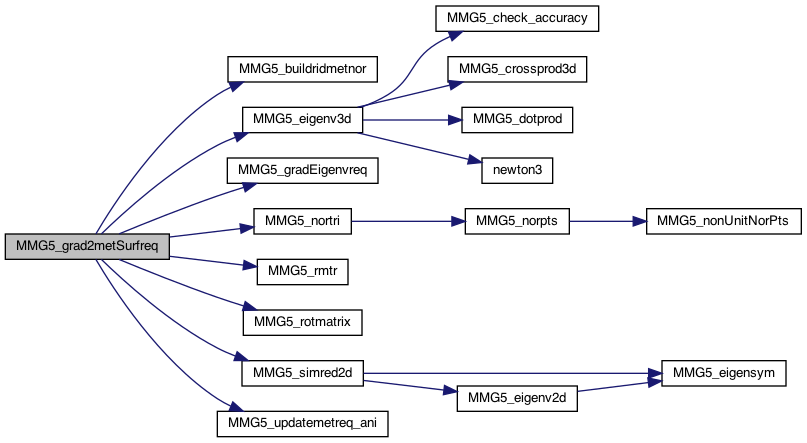 MMG5_check_accuracy
MMG5_buildridmetnor
MMG5_crossprod3d
MMG5_eigenv3d
MMG5_dotprod
MMG5_gradEigenvreq
newton3
MMG5_nortri
MMG5_norpts
MMG5_nonUnitNorPts
MMG5_grad2metSurfreq
MMG5_rmtr
MMG5_rotmatrix
MMG5_simred2d
MMG5_eigensym
MMG5_eigenv2d
MMG5_updatemetreq_ani